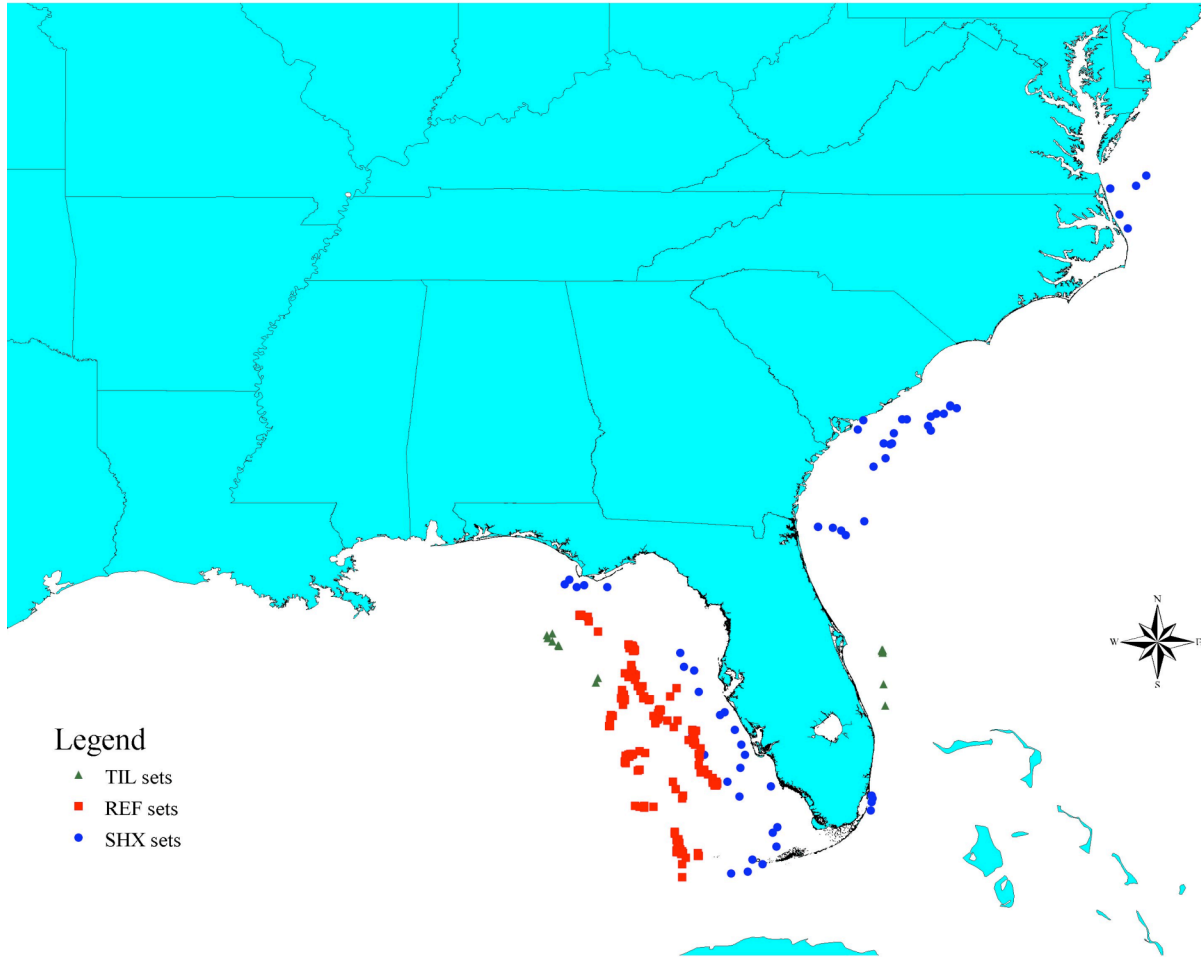 N
W
E
S
Legend
TIL sets
REF sets
SHX sets